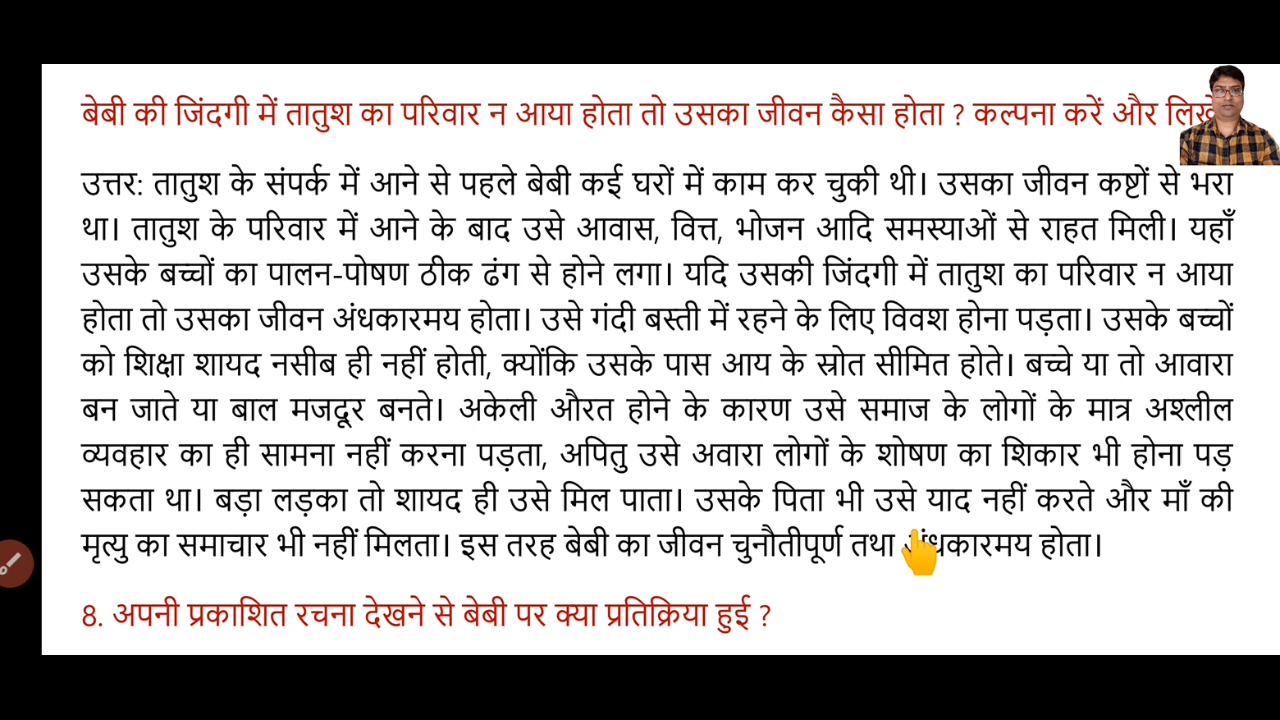 बेबी की जिंदगी में तातुश का परिवार न आया होता तो उसका जीवन कैसा होता ? कल्पना करें और
उत्तर: तातुश के संपर्क में आने से पहले बेबी कई घरों में काम कर चुकी थी। उसका जीवन कष्टों से भरा
था। तातुश के परिवार में आने के बाद उसे आवास, वित्त, भोजन आदि समस्याओं से राहत मिली। यहाँ
उसके बच्चों का पालन-पोषण ठीक ढंग से होने लगा। यदि उसकी जिंदगी में तातुश का परिवार न आया
होता तो उसका जीवन अंधकारमय होता। उसे गंदी बस्ती में रहने के लिए विवश होना पड़ता। उसके बच्चों
को शिक्षा शायद नसीब ही नहीं होती, क्योंकि उसके पास आय के स्रोत सीमित होते। बच्चे या तो आवारा
बन जाते या बाल मजदूर बनते। अकेली औरत होने के कारण उसे समाज के लोगों के मात्र अश्लील
व्यवहार का ही सामना नहीं करना पड़ता, अपितु उसे अवारा लोगों के शोषण का शिकार भी होना पड़
सकता था। बड़ा लड़का तो शायद ही उसे मिल पाता। उसके पिता भी उसे याद नहीं करते और माँ की
मृत्यु का समाचार भी नहीं मिलता। इस तरह बेबी का जीवन चुनौतीपूर्ण तथा अंधकारमय होता।
8. अपनी प्रकाशित रचना देखने से बेबी पर क्या प्रतिक्रिया हुई ?